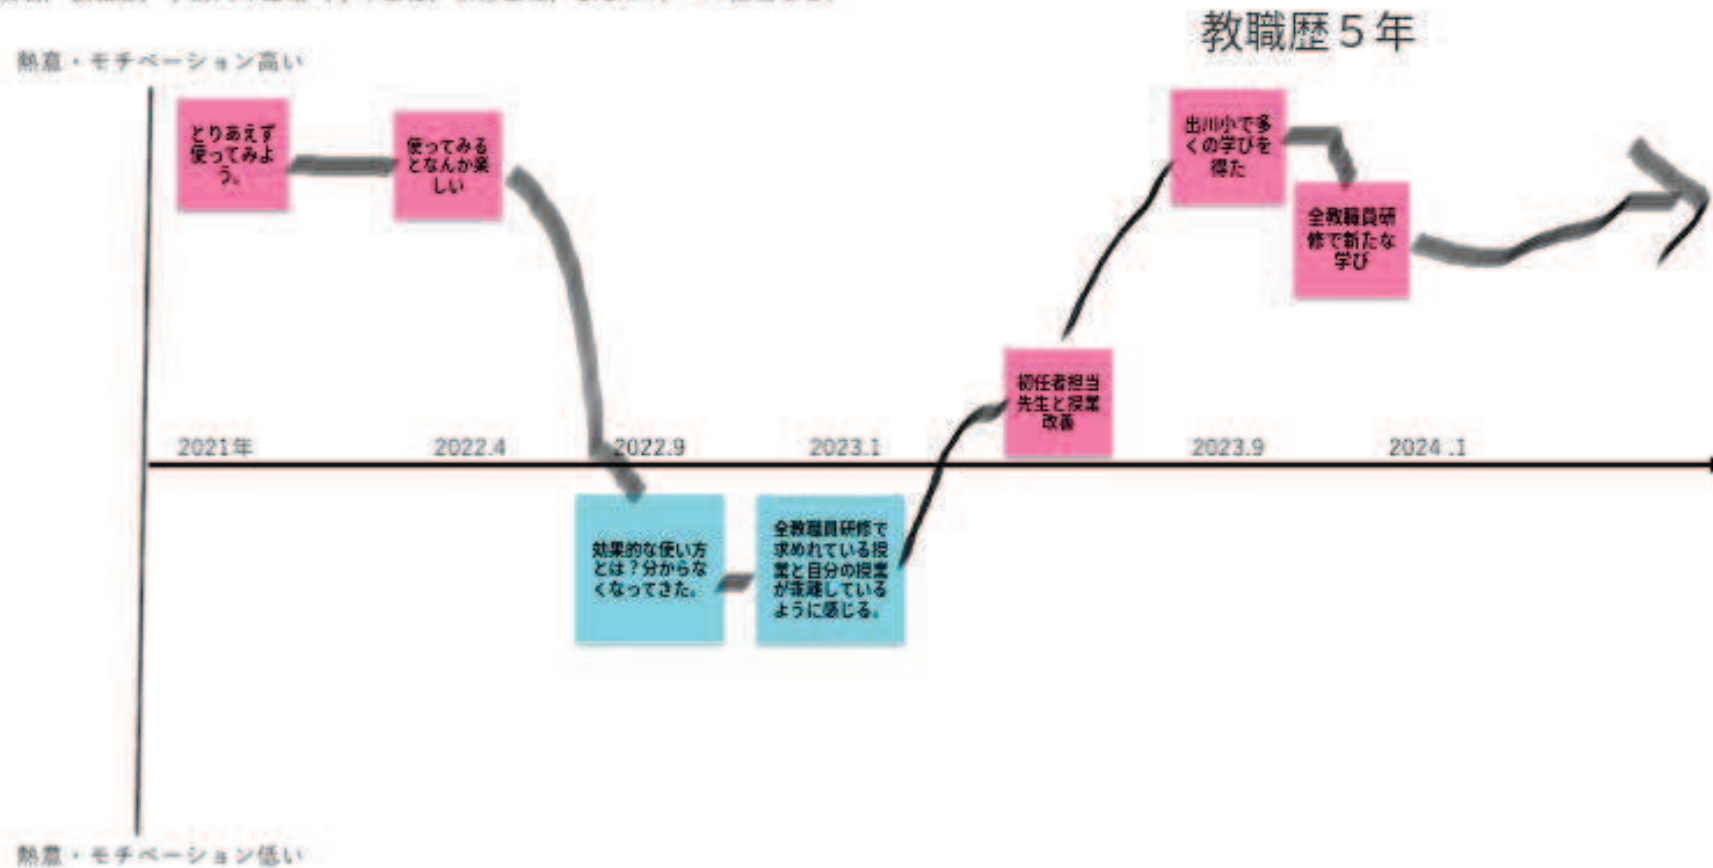 教職歴５年
熱意・モチベーション高い
とりあえず
使ってみよ
う。
使ってみる
となんか楽
しい
出川小で多
くの学びを
得た
全教職員研
修で新たな
学び
初任者担当
先生と授業
改善
2021年
2022.4
2022.9
2023.1
2023.9
2024 .1
効果的な使い方
とは？分からな
くなってきた。
全教職員研修で
求めれている授
業と自分の授業
が乖離している
ように感じる。
熱意・モチベーション低い